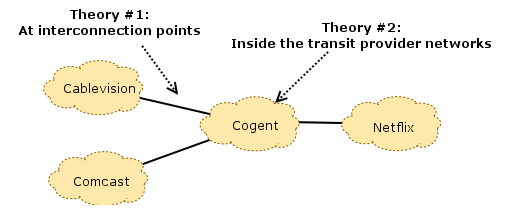 Theory #1:
At interconnection points
Theory #2:
Inside the transit provider networks
Cablevision
Cogent
Netflix
Comcast